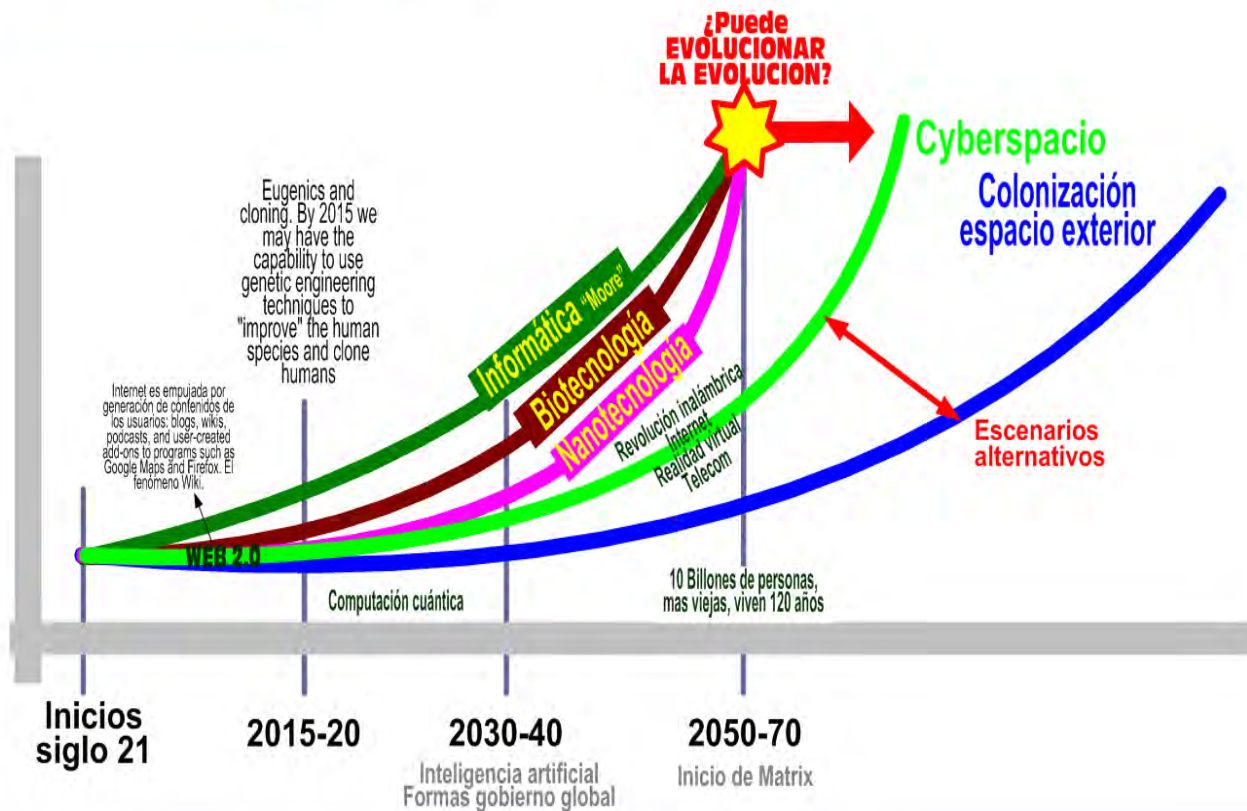 ¿Puede
EVOLUCIONAR
LA EVOLUCION?
Cyberspacio
Colonización
espacio exterior
Eugenics and
cloning. By 2015 we
may have the
capability to use
genetic engineering
techniques to
"improve" the human
species and clone
humans
Internet es empujada por
generación de contenidos de
los usuarios: blogs, wikis,
podcasts, and user-created
add-ons to programs such as
Google Maps and Firefox. El
fenómeno Wiki.
Informática "Moore"
Biotecnología
Nanotecnología
Revolución inalámbrica
Internet
Realidad virtual
Telecom
Escenarios
alternativos
WEB 2.0
Computación cuántica
10 Billones de personas,
mas viejas, viven 120 años
Inicios
siglo 21
2015-20
2030-40
2050-70
Inteligencia artificial
Formas gobierno global
Inicio de Matrix